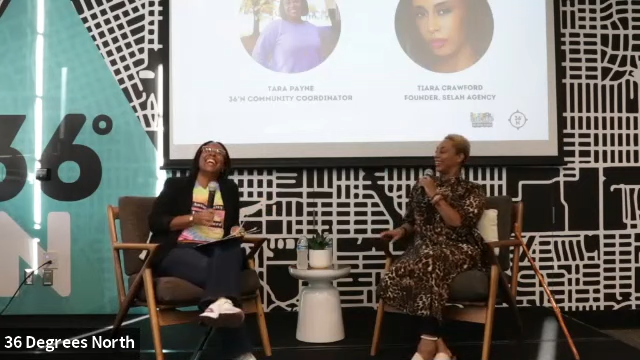 TARA PAYNE
36°N COMMUNITY COORDINATOR
TIARA CRAWFORD
FOUNDER, SELAH AGENCY
36°
N
36 Degrees North